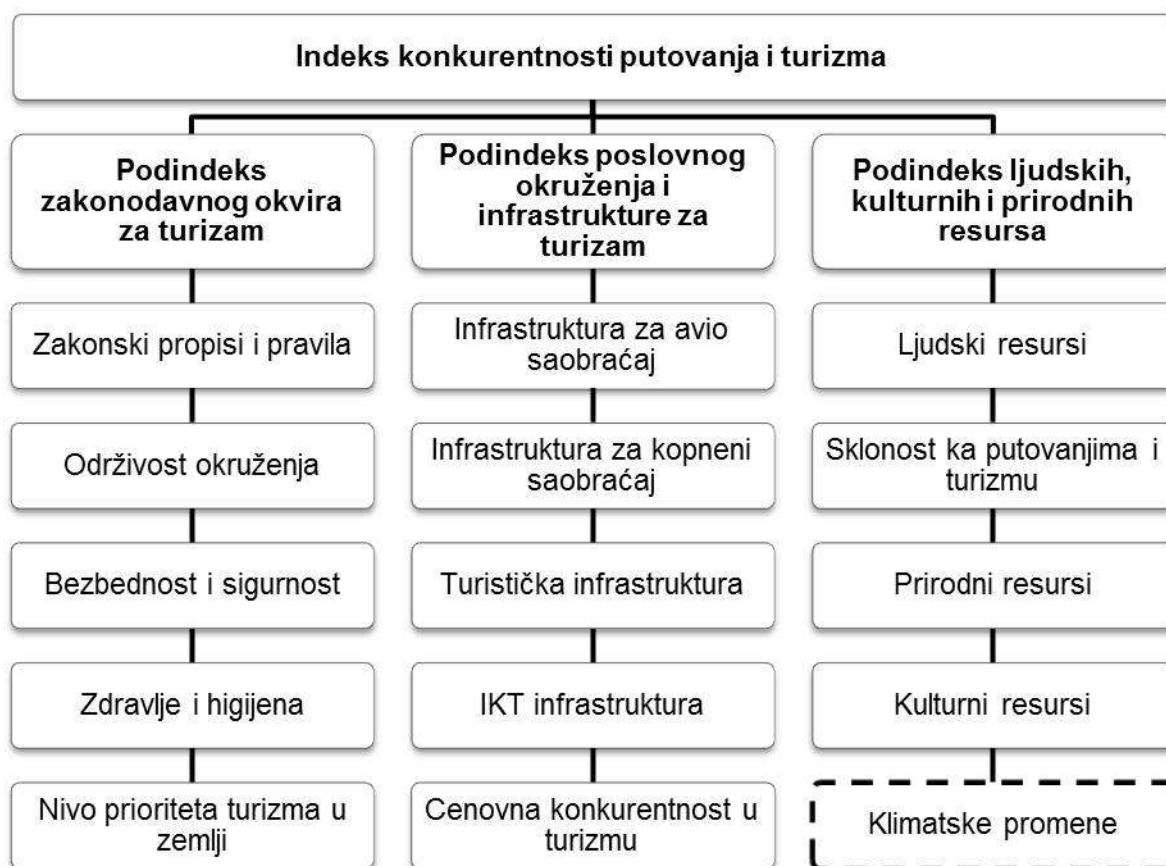 Indeks konkurentnosti putovanja i turizma
Podindeks
zakonodavnog okvira
za turizam
Zakonski propisi i pravila
Održivost okruženja
Bezbednost i sigurnost
Zdravlje i higijena
Nivo prioriteta turizma u
zemlji
Podindeks poslovnog
okruženja i
infrastrukture za
turizam
Infrastruktura za avio
saobraćaj
Infrastruktura za kopneni
saobraćaj
Turistička infrastruktura
IKT infrastruktura
Cenovna konkurentnost u
turizmu
Podindeks ljudskih,
kulturnih i prirodnih
resursa
Ljudski resursi
Sklonost ka putovanjima i
turizmu
Prirodni resursi
Kulturni resursi
Klimatske promene